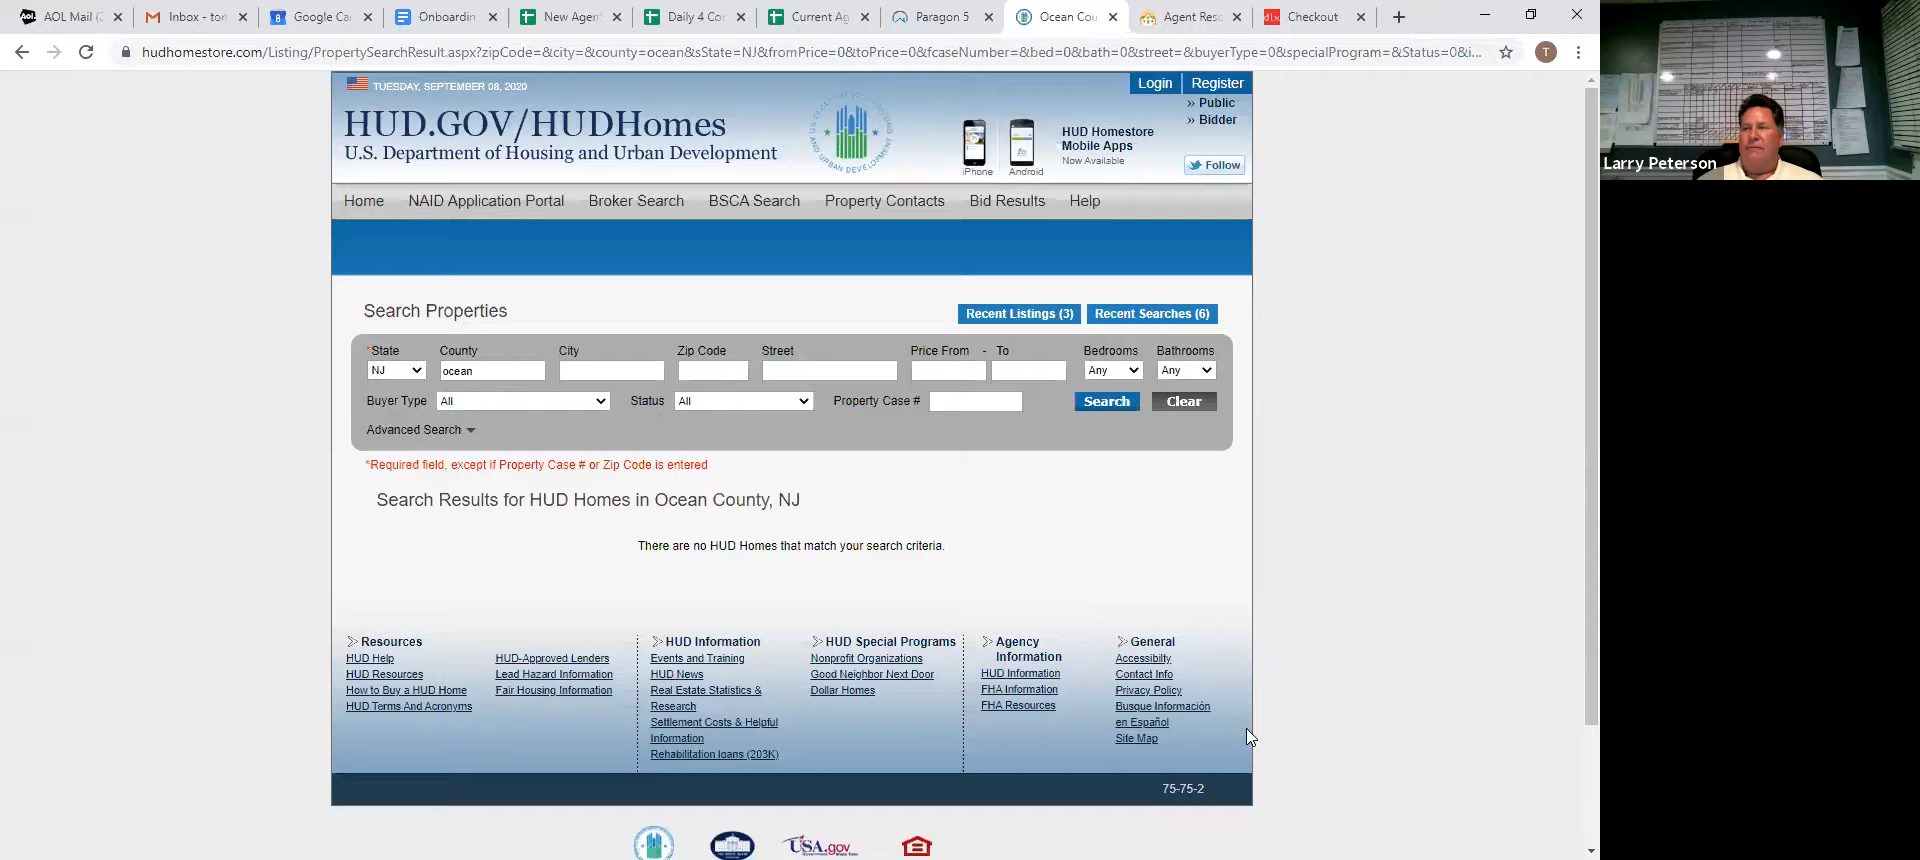 AOL Mail (2
Inbox - ton
Google Ca
Onboardin
New Agen
Daily 4 Cor
Current Ag
Paragon 5
Ocean Cou
Agent Resc
Checkout
hudhomestore.com/Listing/PropertySearchResult.aspx?zipCode=&city=&county=ocean&sState=NJ&fromPrice=0&toPrice=0&fcaseNumber=&bed=0&bath=0&street=&buyerType=0&specialProgram=&Status=0&i...
T
TUESDAY, SEPTEMBER 08, 2020
Login
Register
» Public
» Bidder
HUD.GOV/HUDHomes
U.S. Department of Housing and Urban Development
iPhone
Android
HUD Homestore
Mobile Apps
Now Available
Follow
Home
NAID Application Portal
Broker Search
BSCA Search
Property Contacts
Bid Results
Help
Search Properties
Recent Listings (3)
Recent Searches (6)
*State
County
City
Zip Code
Street
Price From - To
Bedrooms
Bathrooms
NJ
ocean
Any
Any
Buyer Type
All
Status
All
Property Case #
Search
Clear
Advanced Search
*Required field, except if Property Case # or Zip Code is entered
Search Results for HUD Homes in Ocean County, NJ
There are no HUD Homes that match your search criteria.
Resources
HUD Help
HUD Resources
How to Buy a HUD Home
HUD Terms And Acronyms
HUD-Approved Lenders
Lead Hazard Information
Fair Housing Information
HUD Information
Events and Training
HUD News
Real Estate Statistics &
Research
Settlement Costs & Helpful
Information
Rehabilitation loans (203K)
HUD Special Programs
Nonprofit Organizations
Good Neighbor Next Door
Dollar Homes
Agency
Information
HUD Information
FHA Information
FHA Resources
General
Accessibilty
Contact Info
Privacy Policy
Busque Información
en Español
Site Map
75-75-2
USA.gov
Larry Peterson